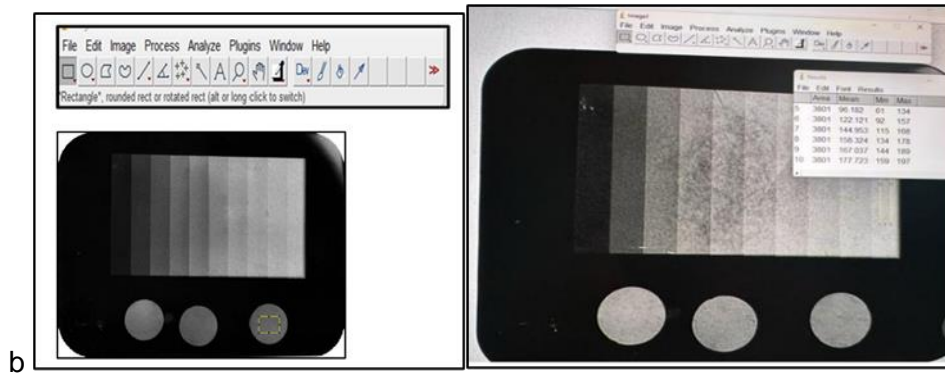 File Edit Image Process Analyze Plugins Window Help
Dev
"Rectangle", rounded rect or rotated rect (alt or long click to switch)
b
ImageJ
File Edit Image Process Analyze Plugins Window Help
Dev
Results
File Edit Font Results
Area Mean Min Max
5 3801 96.182 61 134
6 3801 122.121 92 157
7 3801 144.953 115 168
8 3801 158.324 134 178
9 3801 167.037 144 189
10 3801 177.723 159 197